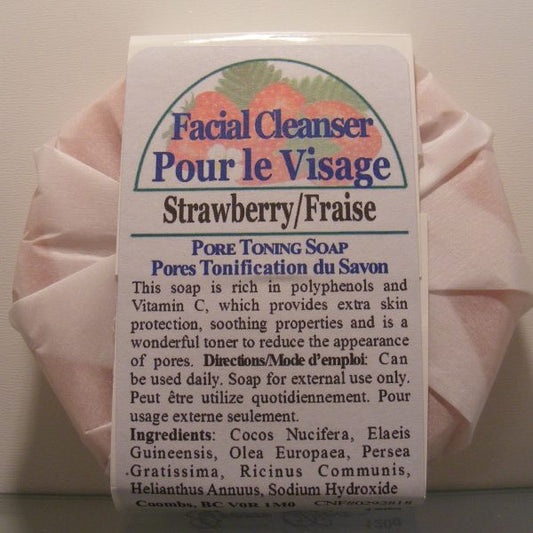 Facial Cleanser
Pour le Visage
Strawberry/Fraise
Pore Toning Soap
Pores Tonification du Savon
This soap is rich in polyphenols and
Vitamin C, which provides extra skin
protection, soothing properties and is a
wonderful toner to reduce the appearance
of pores. Directions/Mode d'emploi: Can
be used daily. Soap for external use only.
Peut être utilize quotidiennement. Pour
usage externe seulement.
Ingredients: Cocos Nucifera, Elaeis
Guineensis, Olea Europaea, Persea
Gratissima, Ricinus Communis,
Helianthus Annuus, Sodium Hydroxide
Coombs, BC V0R 1M0